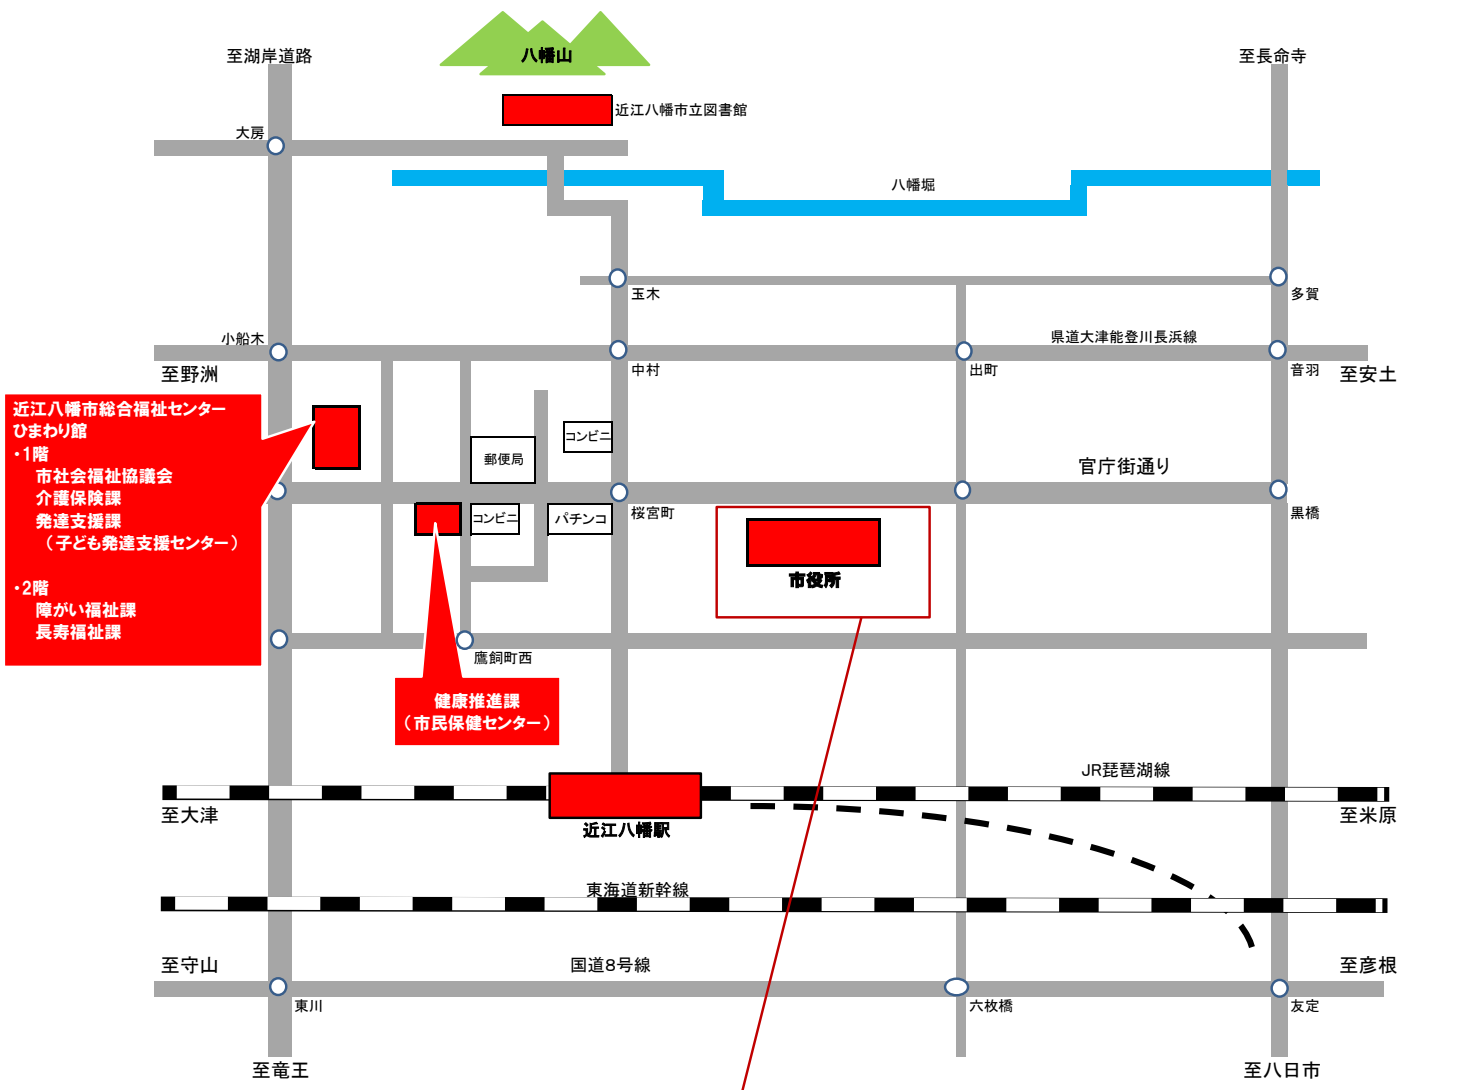 至湖岸道路
八幡山
至長命寺
近江八幡市立図書館
大房
八幡堀
玉木
多賀
小船木
県道大津能登川長浜線
至野洲
中村
出町
音羽
至安土
近江八幡市総合福祉センター
ひまわり館
・1階
市社会福祉協議会
介護保険課
発達支援課
（子ども発達支援センター）
・2階
障がい福祉課
長寿福祉課
コンビニ
郵便局
官庁街通り
コンビニ
パチンコ
桜宮町
黒橋
市役所
鷹飼町西
健康推進課
（市民保健センター）
JR琵琶湖線
至大津
至米原
近江八幡駅
東海道新幹線
至守山
国道8号線
至彦根
東川
六枚橋
友定
至竜王
至八日市